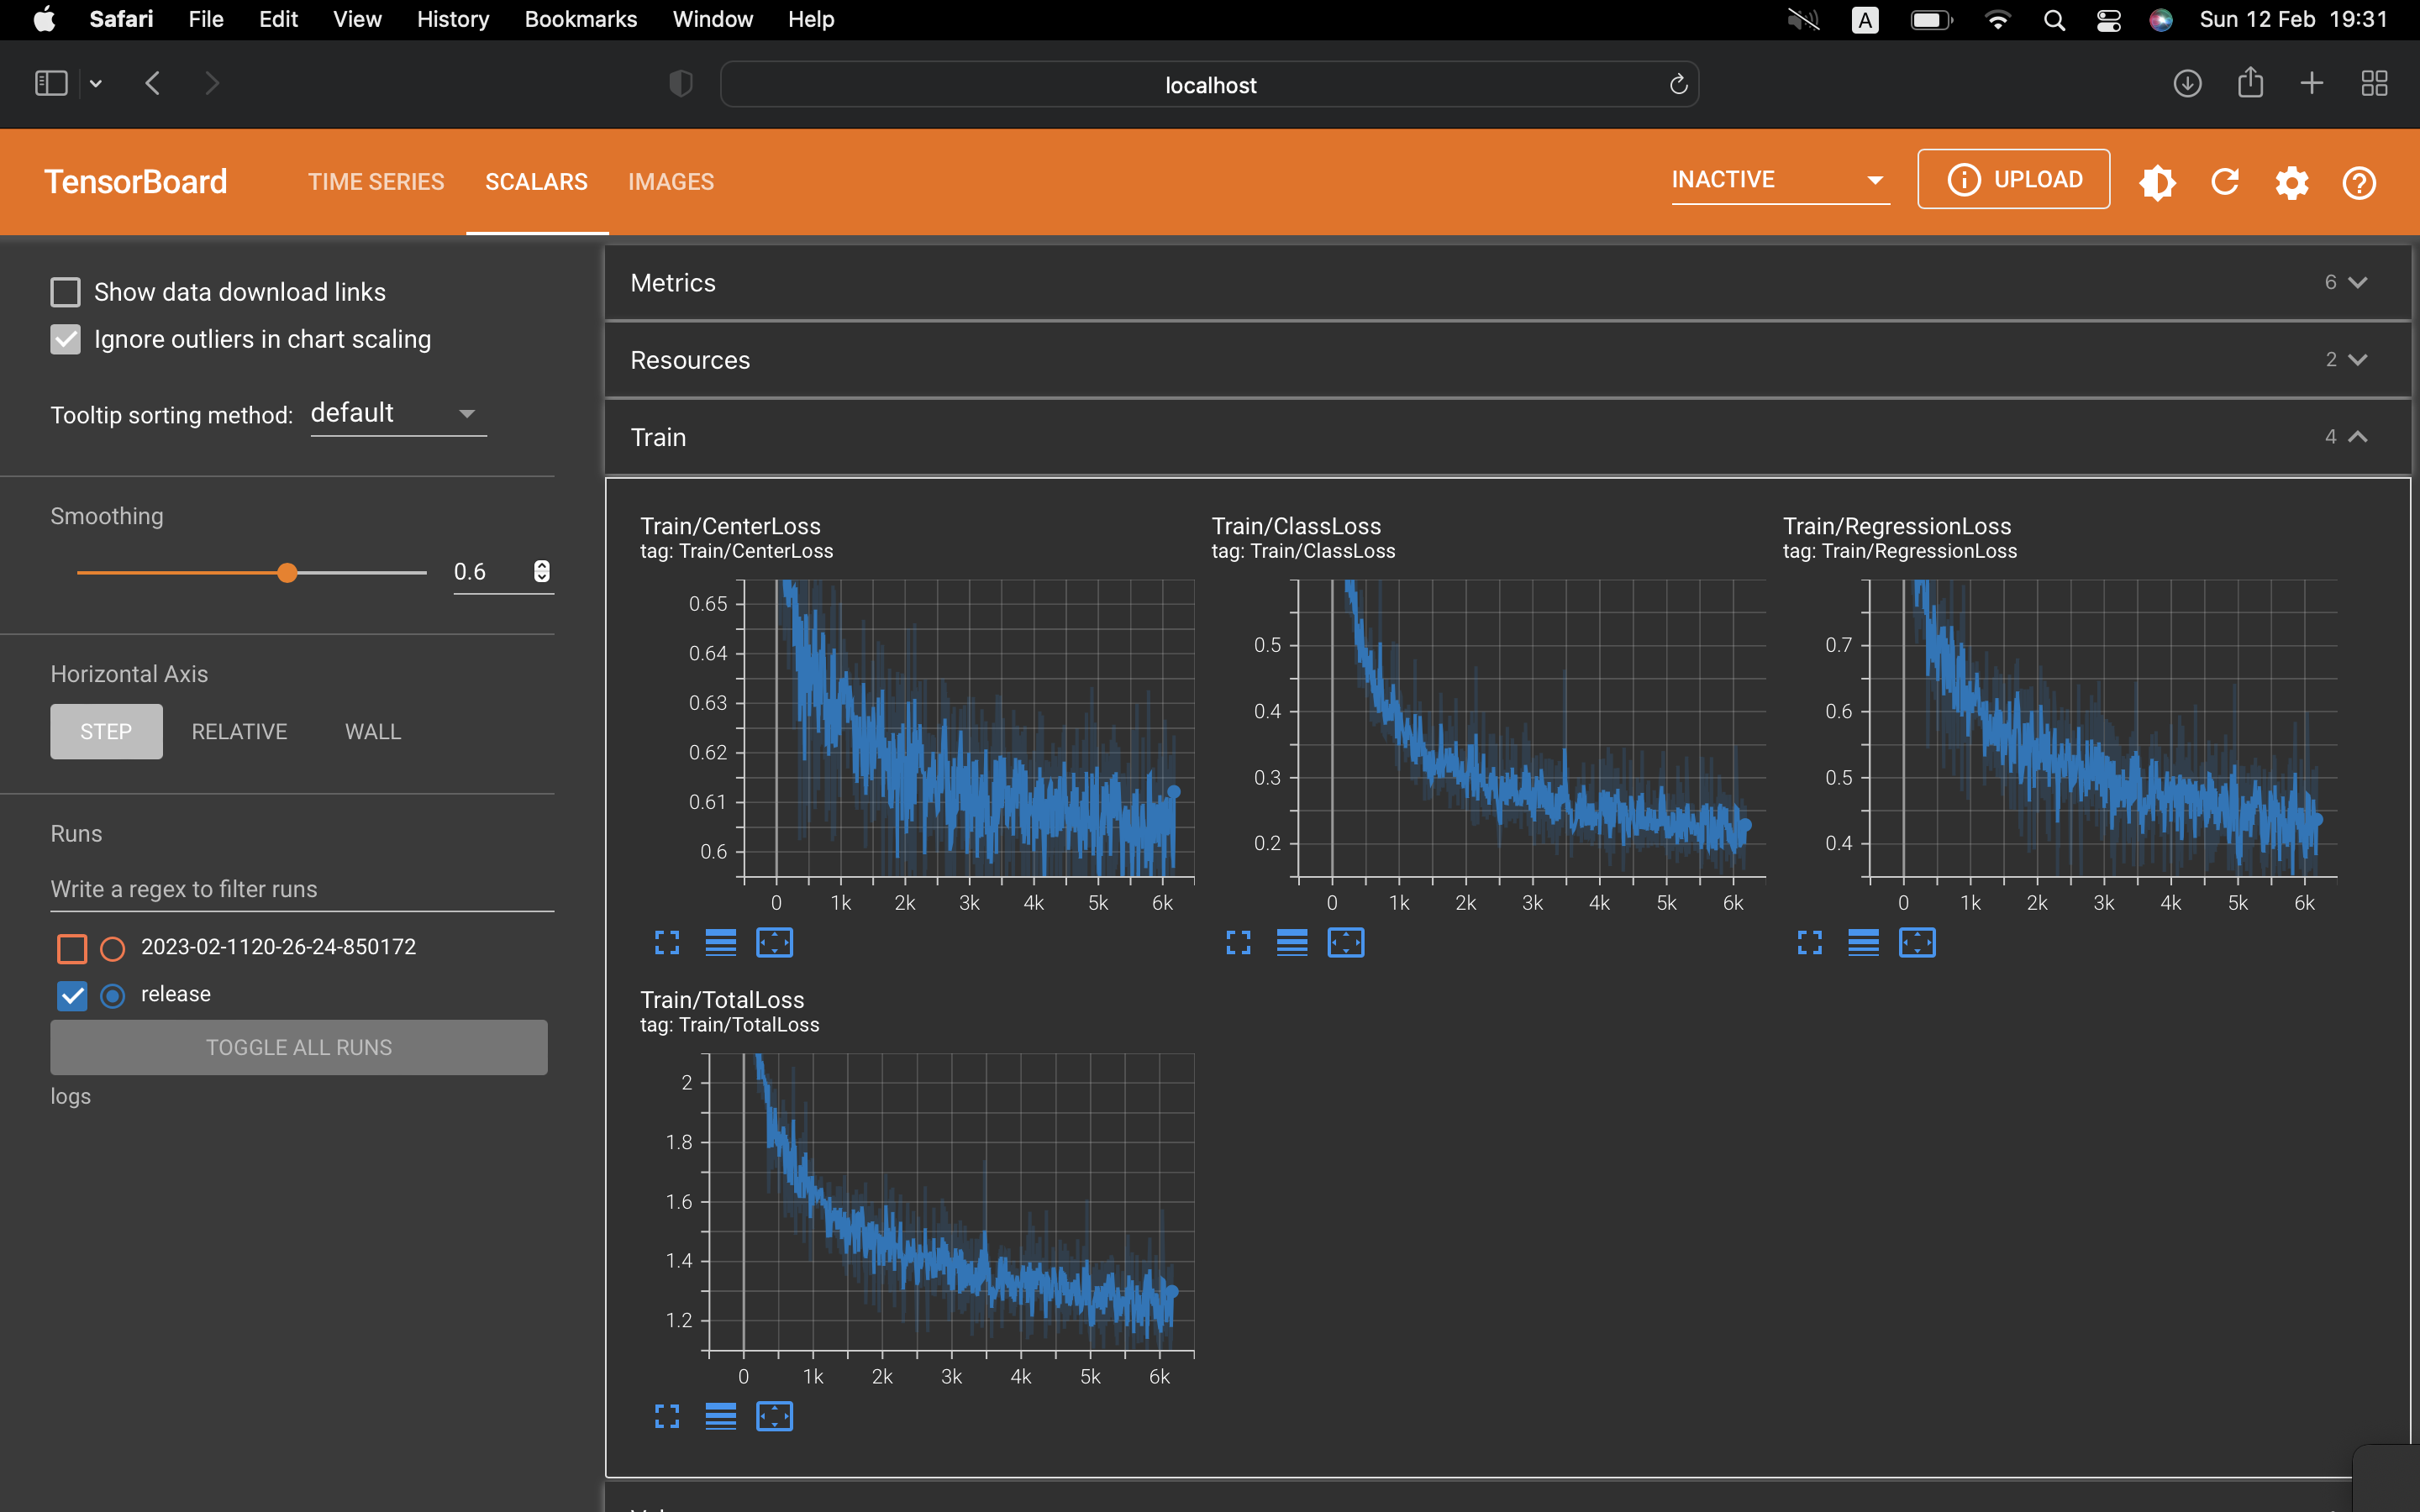 Safari File Edit View History Bookmarks Window Help A Sun 12 Feb 19:31
localhost
TensorBoard TIME SERIES SCALARS IMAGES INACTIVE UPLOAD
Show data download links
Ignore outliers in chart scaling
Tooltip sorting method: default
Smoothing
0.6
Horizontal Axis
STEP RELATIVE WALL
Runs
Write a regex to filter runs
2023-02-1120-26-24-850172
release
TOGGLE ALL RUNS
logs
Metrics 6
Resources 2
Train 4
Train/CenterLoss
tag: Train/CenterLoss
0.65
0.64
0.63
0.62
0.61
0.6
0 1k 2k 3k 4k 5k 6k
Train/ClassLoss
tag: Train/ClassLoss
0.5
0.4
0.3
0.2
0 1k 2k 3k 4k 5k 6k
Train/RegressionLoss
tag: Train/RegressionLoss
0.7
0.6
0.5
0.4
0 1k 2k 3k 4k 5k 6k
Train/TotalLoss
tag: Train/TotalLoss
2
1.8
1.6
1.4
1.2
0 1k 2k 3k 4k 5k 6k